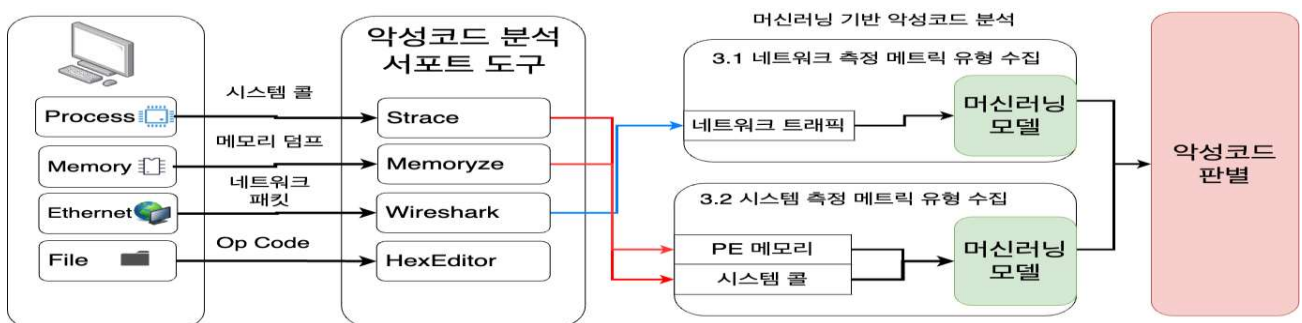 머신러닝 기반 악성코드 분석
Process
Memory
Ethernet
File
시스템 콜
메모리 덤프
네트워크
패킷
Op Code
악성코드 분석
서포트 도구
Strace
Memoryze
Wireshark
HexEditor
3.1 네트워크 측정 메트릭 유형 수집
네트워크 트래픽
머신러닝
모델
3.2 시스템 측정 메트릭 유형 수집
PE 메모리
시스템 콜
머신러닝
모델
악성코드
판별